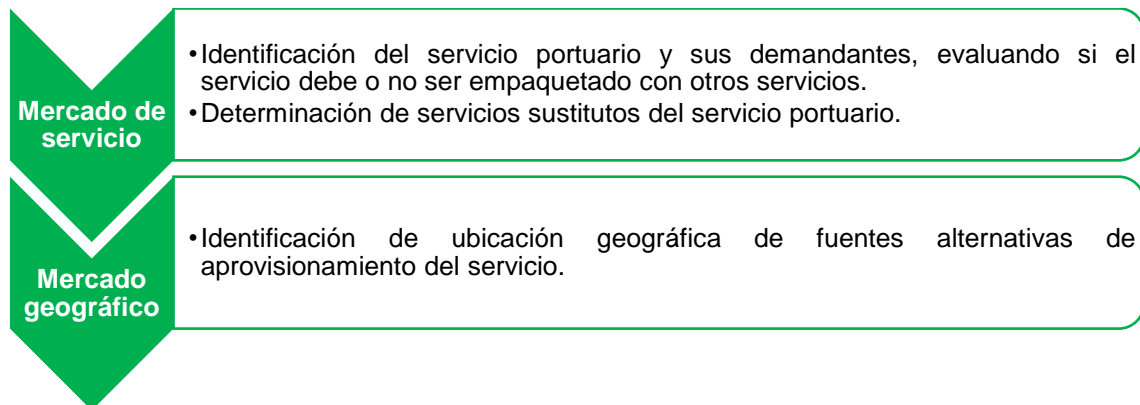 Mercado de
servicio
•Identificación del servicio portuario y sus demandantes, evaluando si el
servicio debe o no ser empaquetado con otros servicios.
•Determinación de servicios sustitutos del servicio portuario.
Mercado
geográfico
•Identificación de ubicación geográfica de fuentes alternativas de
aprovisionamiento del servicio.